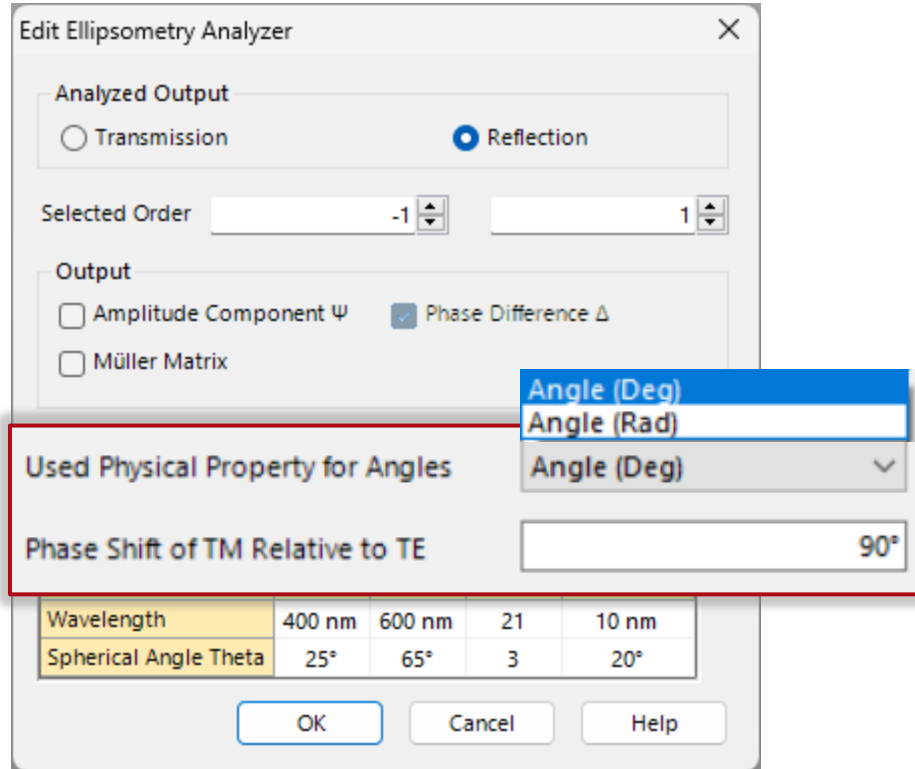 Edit Ellipsometry Analyzer
Analyzed Output
Transmission Reflection
Selected Order -1 1
Output
Amplitude Component Ψ Phase Difference Δ
Müller Matrix
Angle (Deg)
Angle (Rad)
Used Physical Property for Angles Angle (Deg)
Phase Shift of TM Relative to TE 90°
Wavelength 400 nm 600 nm 21 10 nm
Spherical Angle Theta 25° 65° 3 20°
OK Cancel Help